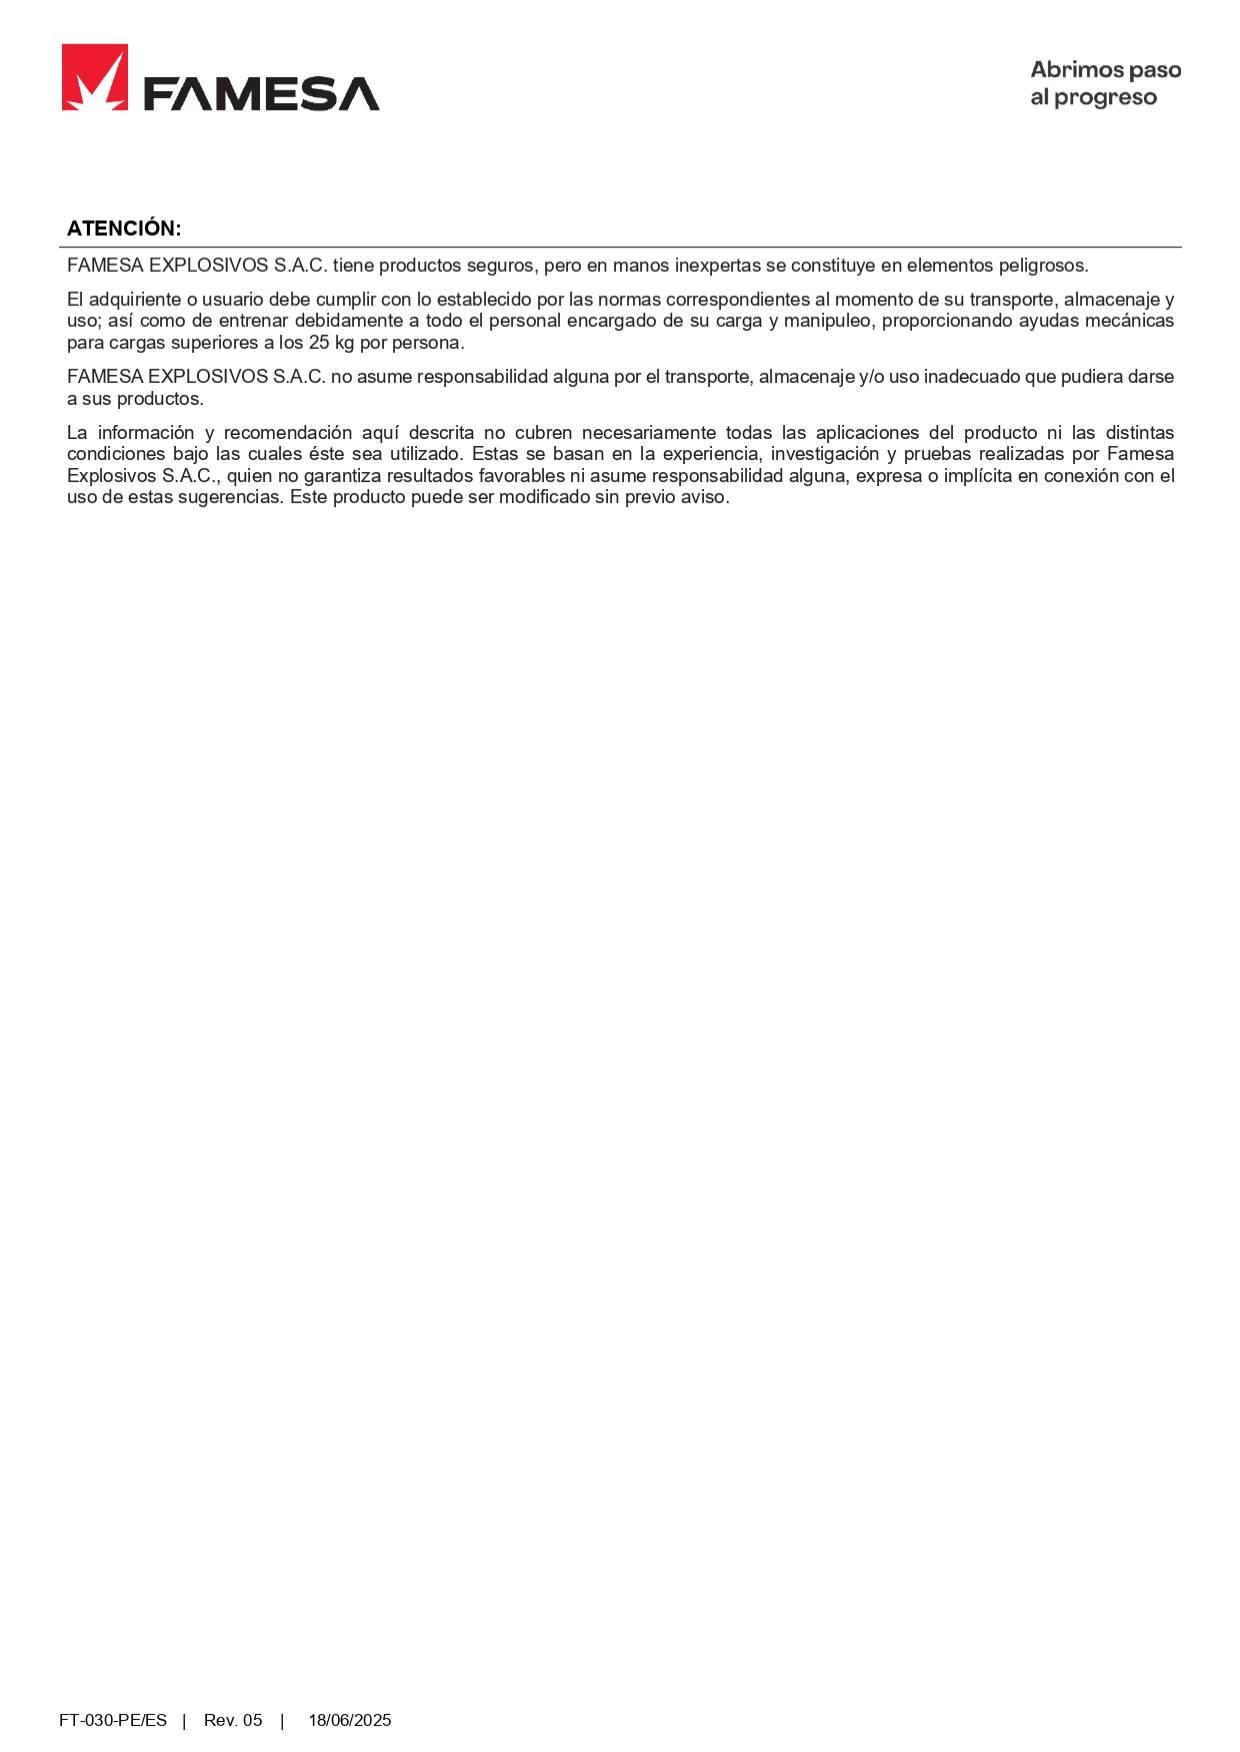 FAMESA
Abrimos paso
al progreso
ATENCIÓN:
FAMESA EXPLOSIVOS S.A.C. tiene productos seguros, pero en manos inexpertas se constituye en elementos peligrosos.
El adquiriente o usuario debe cumplir con lo establecido por las normas correspondientes al momento de su transporte, almacenaje y
uso; así como de entrenar debidamente a todo el personal encargado de su carga y manipuleo, proporcionando ayudas mecánicas
para cargas superiores a los 25 kg por persona.
FAMESA EXPLOSIVOS S.A.C. no asume responsabilidad alguna por el transporte, almacenaje y/o uso inadecuado que pudiera darse
a sus productos.
La información y recomendación aquí descrita no cubren necesariamente todas las aplicaciones del producto ni las distintas
condiciones bajo las cuales éste sea utilizado. Estas se basan en la experiencia, investigación y pruebas realizadas por Famesa
Explosivos S.A.C., quien no garantiza resultados favorables ni asume responsabilidad alguna, expresa o implícita en conexión con el
uso de estas sugerencias. Este producto puede ser modificado sin previo aviso.
FT-030-PE/ES | Rev. 05 | 18/06/2025